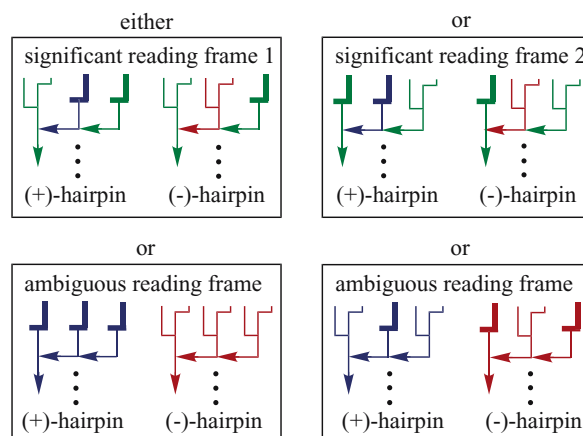 either
or
significant reading frame 1
significant reading frame 2
(+)-hairpin
(-)-hairpin
(+)-hairpin
(-)-hairpin
or
or
ambiguous reading frame
ambiguous reading frame
(+)-hairpin
(-)-hairpin
(+)-hairpin
(-)-hairpin